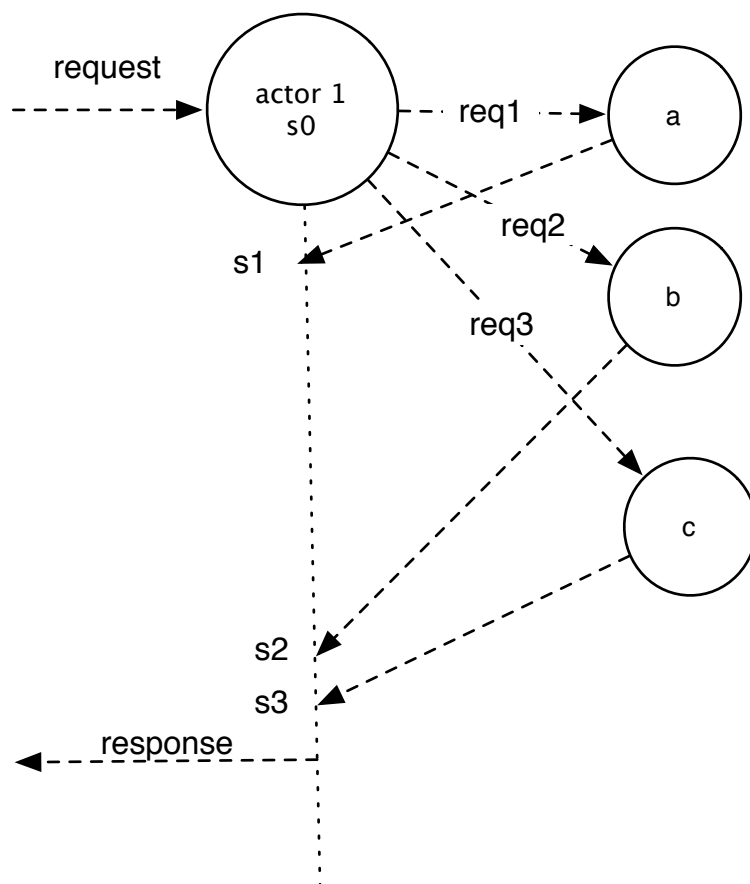 request
actor 1
s0
req1
a
req2
s1
b
req3
c
s2
s3
response